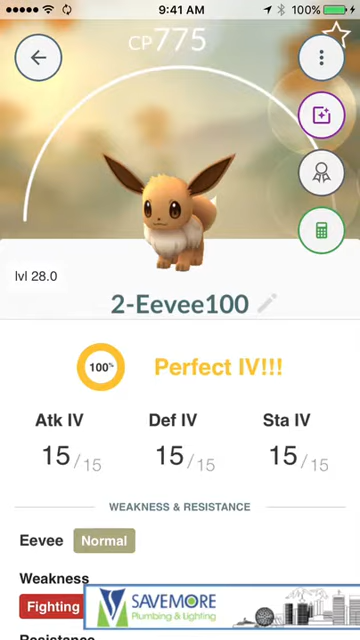 9:41 AM
100%
CP775
lvl 28.0
2-Eevee100
100%
Perfect IV!!!
Atk IV
Def IV
Sta IV
15/15
15/15
15/15
WEAKNESS & RESISTANCE
Eevee Normal
Weakness
Fighting
SAVEMORE
Plumbing & Lighting
Resistance